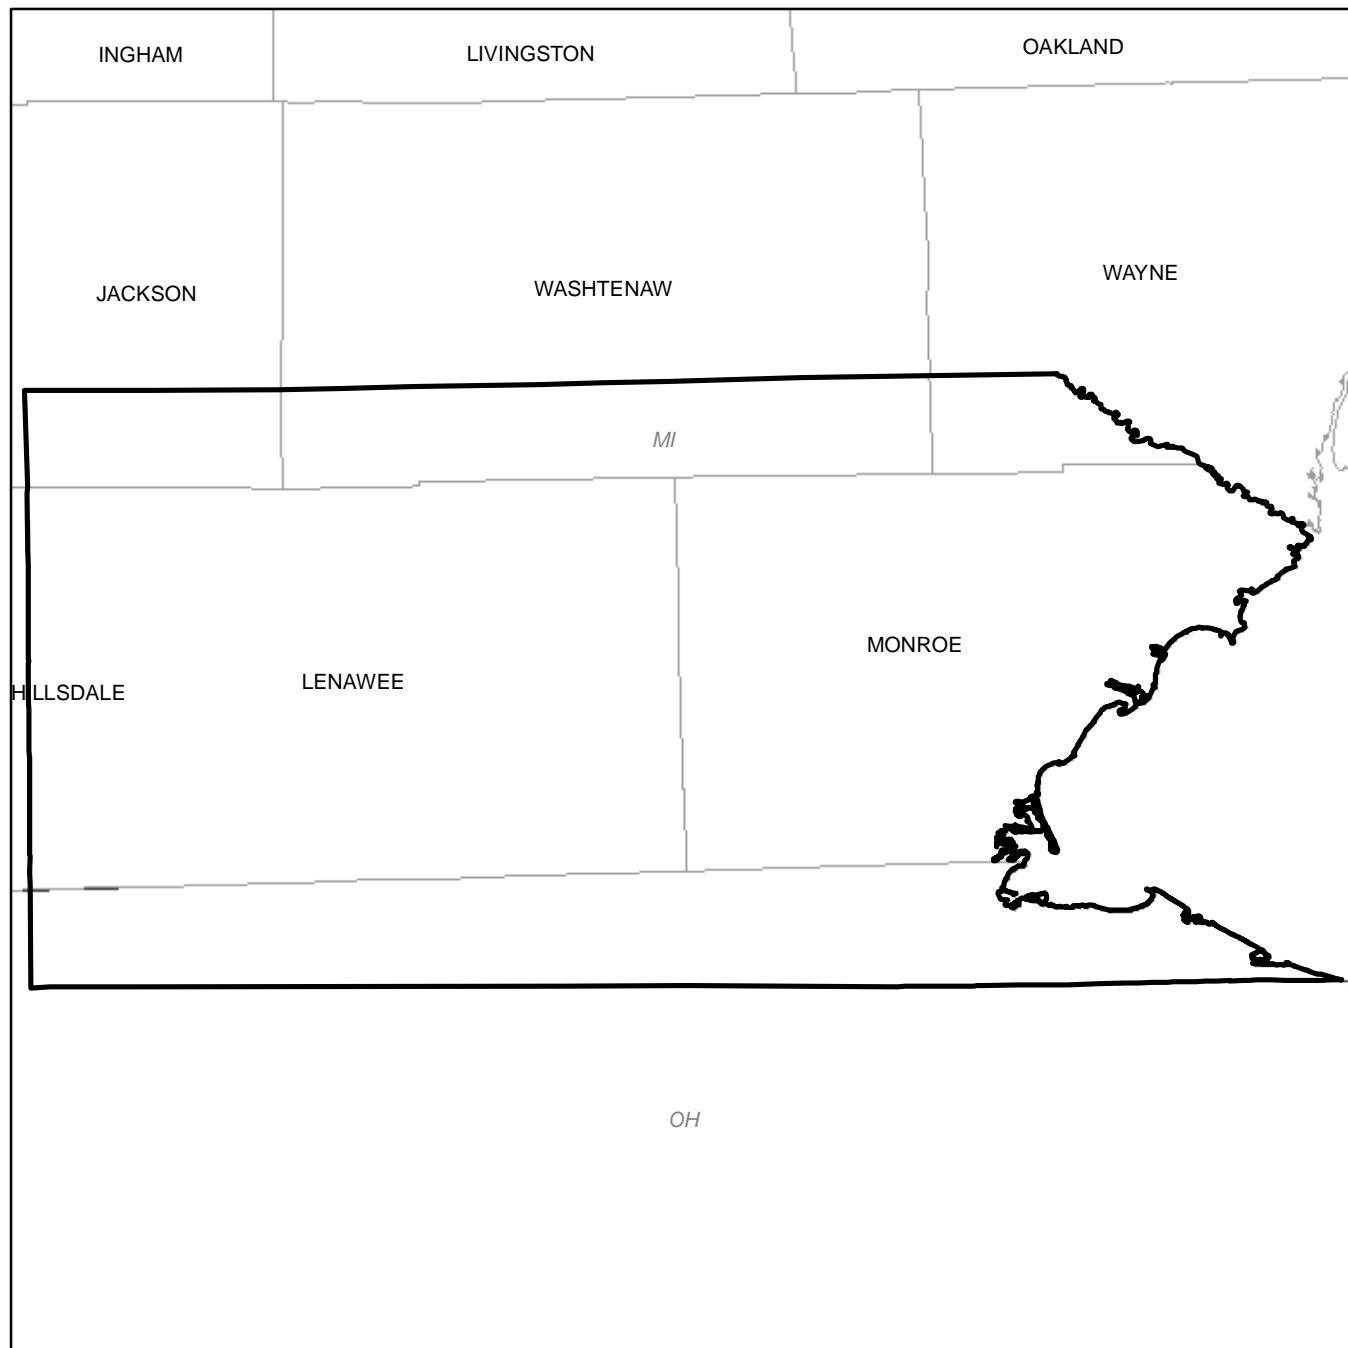 INGHAM
LIVINGSTON
OAKLAND
JACKSON
WASHTENAW
WAYNE
MI
HILLSDALE
LENAWEE
MONROE
OH